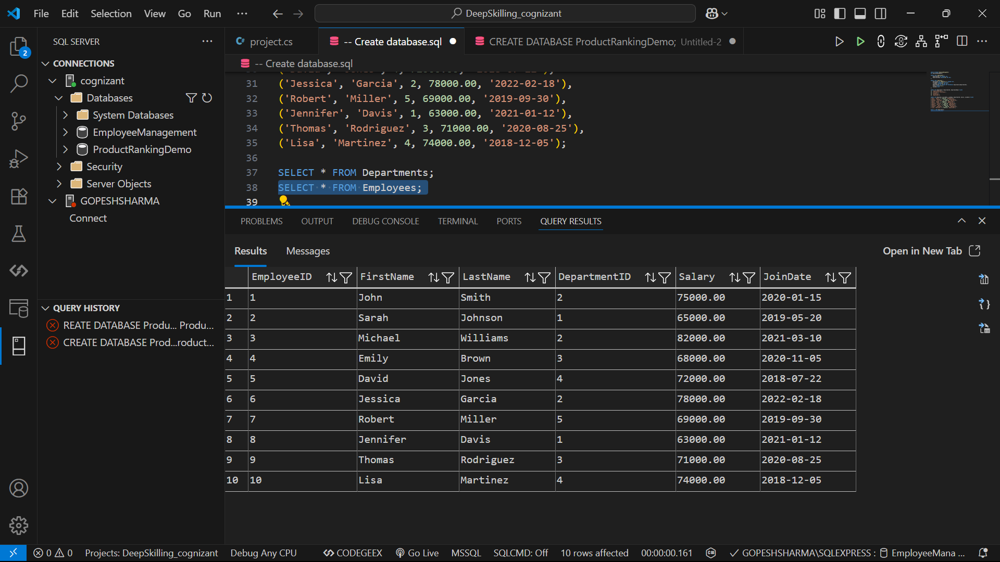 File Edit Selection View Go Run ··· DeepSkilling_cognizant
SQL SERVER ···
2
CONNECTIONS
cognizant
Databases
System Databases
EmployeeManagement
ProductRankingDemo
Security
Server Objects
GOPESHSHARMA
Connect
QUERY HISTORY
REATE DATABASE Produ... Produ...
CREATE DATABASE Prod...roduct...
project.cs -- Create database.sql CREATE DATABASE ProductRankingDemo; Untitled-2
-- Create database.sql
31 ('Jessica', 'Garcia', 2, 78000.00, '2022-02-18'),
32 ('Robert', 'Miller', 5, 69000.00, '2019-09-30'),
33 ('Jennifer', 'Davis', 1, 63000.00, '2021-01-12'),
34 ('Thomas', 'Rodriguez', 3, 71000.00, '2020-08-25'),
35 ('Lisa', 'Martinez', 4, 74000.00, '2018-12-05');
36
37 SELECT * FROM Departments;
38 SELECT * FROM Employees;
39
PROBLEMS OUTPUT DEBUG CONSOLE TERMINAL PORTS QUERY RESULTS
Results Messages Open in New Tab
EmployeeID FirstName LastName DepartmentID Salary JoinDate
1 1 John Smith 2 75000.00 2020-01-15
2 2 Sarah Johnson 1 65000.00 2019-05-20
3 3 Michael Williams 2 82000.00 2021-03-10
4 4 Emily Brown 3 68000.00 2020-11-05
5 5 David Jones 4 72000.00 2018-07-22
6 6 Jessica Garcia 2 78000.00 2022-02-18
7 7 Robert Miller 5 69000.00 2019-09-30
8 8 Jennifer Davis 1 63000.00 2021-01-12
9 9 Thomas Rodriguez 3 71000.00 2020-08-25
10 10 Lisa Martinez 4 74000.00 2018-12-05
0 0 Projects: DeepSkilling_cognizant Debug Any CPU CODEGEEX Go Live MSSQL SQLCMD: Off 10 rows affected 00:00:00.161 GOPESHSHARMA\SQLEXPRESS : EmployeeMana ...